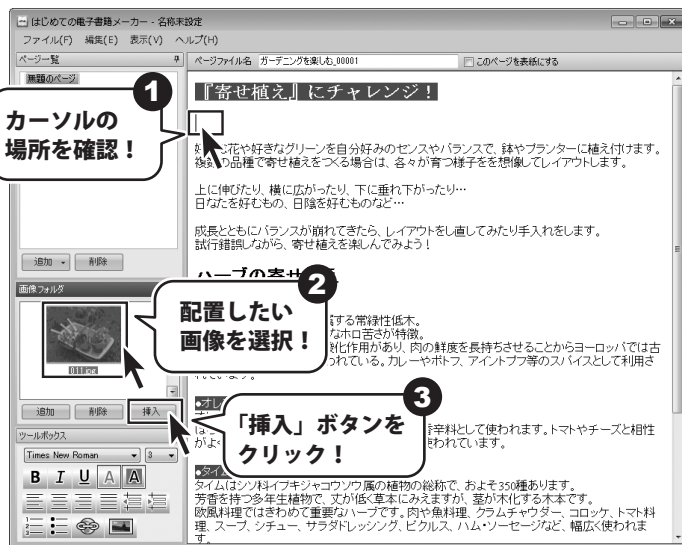 はじめての電子書籍メーカー - 名称未設定
ファイル(F) 編集(E) 表示(V) ヘルプ(H)
ページ一覧
ページファイル名 ガーデニングを楽しむ_00001 このページを表紙にする
無題のページ
1
カーソルの
場所を確認！
『寄せ植え』にチャレンジ！
花や好きなグリーンを自分好みのセンスやバランスで、鉢やプランターに植え付けます。
の品種で寄せ植えをつくる場合は、各々が育つ様子をを想像してレイアウトします。
上に伸びたり、横に広がったり、下に垂れ下がったり…
日なたを好むもの、日陰を好むものなど…
成長とともにバランスが崩れてきたら、レイアウトをし直してみたり手入れをします。
試行錯誤しながら、寄せ植えを楽しんでみよう！
追加 削除
ハーブの寄せ
画像フォルダ
2
配置したい
画像を選択！
する常緑性低木。
なホロ苦さが特徴。
化作用があり、肉の鮮度を長持ちさせることからヨーロッパでは古
われている。カレーやポトフ、アイントプフ等のスパイスとして利用さ
れています。
011.jpg
追加 削除 挿入
3
「挿入」ボタンを
クリック！
●オレ
辛料として使われます。トマトやチーズと相性
がよ
使われています。
ツールボックス
Times New Roman 3
B I U A A
●タイム
タイムはシソ科イブキジャコウソウ属の植物の総称で、およそ350種あります。
芳香を持つ多年生植物で、丈が低く草本にみえますが、茎が木化する木本です。
欧風料理ではきわめて重要なハーブです。肉や魚料理、クラムチャウダー、コロッケ、トマト料
理、スープ、シチュー、サラダドレッシング、ピクルス、ハム・ソーセージなど、幅広く使われま
す。